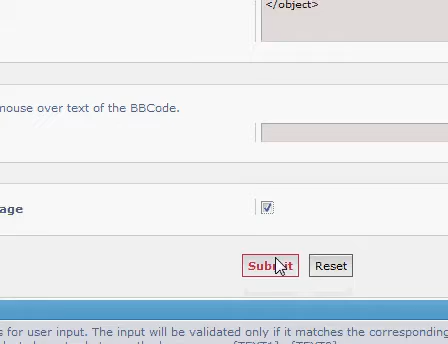 </object>
mouse over text of the BBCode.
age
Submit Reset
s for user input. The input will be validated only if it matches the corresponding